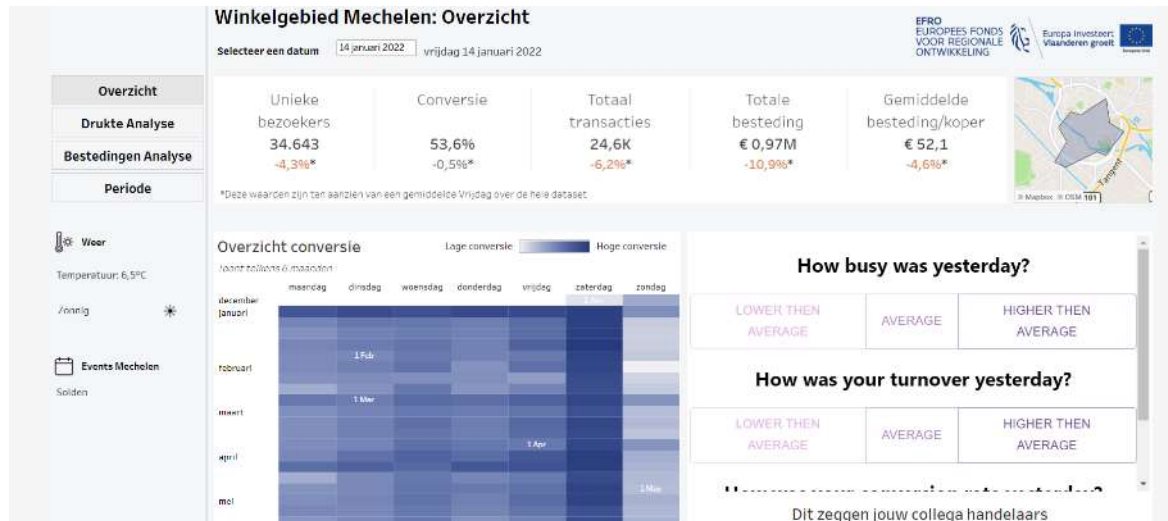 Winkelgebied Mechelen: Overzicht
Selecteer een datum 14 januari 2022 vrijdag 14 januari 2022
EFRO
EUROPEES FONDS
VOOR REGIONALE
ONTWIKKELING
Europa investeert
Vlaanderen groeit
Overzicht
Drukte Analyse
Bestedingen Analyse
Periode
Unieke bezoekers
34.643
-4,3%*
Conversie
53,6%
-0,5%*
Totaal transacties
24,6K
-6,2%*
Totale besteding
€ 0,97M
-10,9%*
Gemiddelde besteding/koper
€ 52,1
-4,6%*
*Deze waarden zijn ten aanzien van een gemiddelde Vrijdag over de hele dataset
Tangent
© Mapbox © OSM 101
Weer
Temperatuur: 6,5°C
Zonnig
Events Mechelen
Solden
Overzicht conversie
Lage conversie Hoge conversie
Toont telkens 6 maanden
maandag dinsdag woensdag donderdag vrijdag zaterdag zondag
december
januari
1 Feb
februari
1 Mar
maart
1 Apr
april
1 May
mei
How busy was yesterday?
LOWER THEN AVERAGE
AVERAGE
HIGHER THEN AVERAGE
How was your turnover yesterday?
LOWER THEN AVERAGE
AVERAGE
HIGHER THEN AVERAGE
Dit zeggen jouw collega handelaars